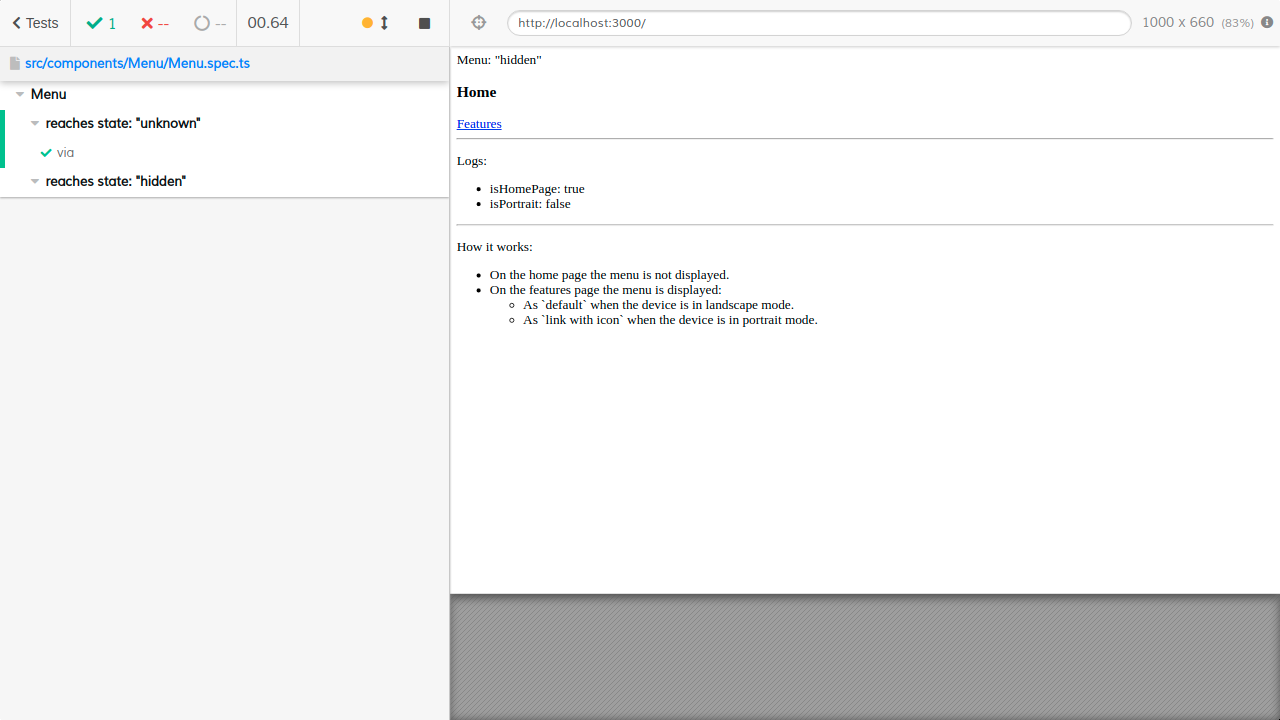 Tests 1 -- -- 00.64
http://localhost:3000/ 1000 x 660 (83%)
src/components/Menu/Menu.spec.ts
Menu
reaches state: "unknown"
via
reaches state: "hidden"
Menu: "hidden"
Home
Features
Logs:
isHomePage: true
isPortrait: false
How it works:
On the home page the menu is not displayed.
On the features page the menu is displayed:
As `default` when the device is in landscape mode.
As `link with icon` when the device is in portrait mode.